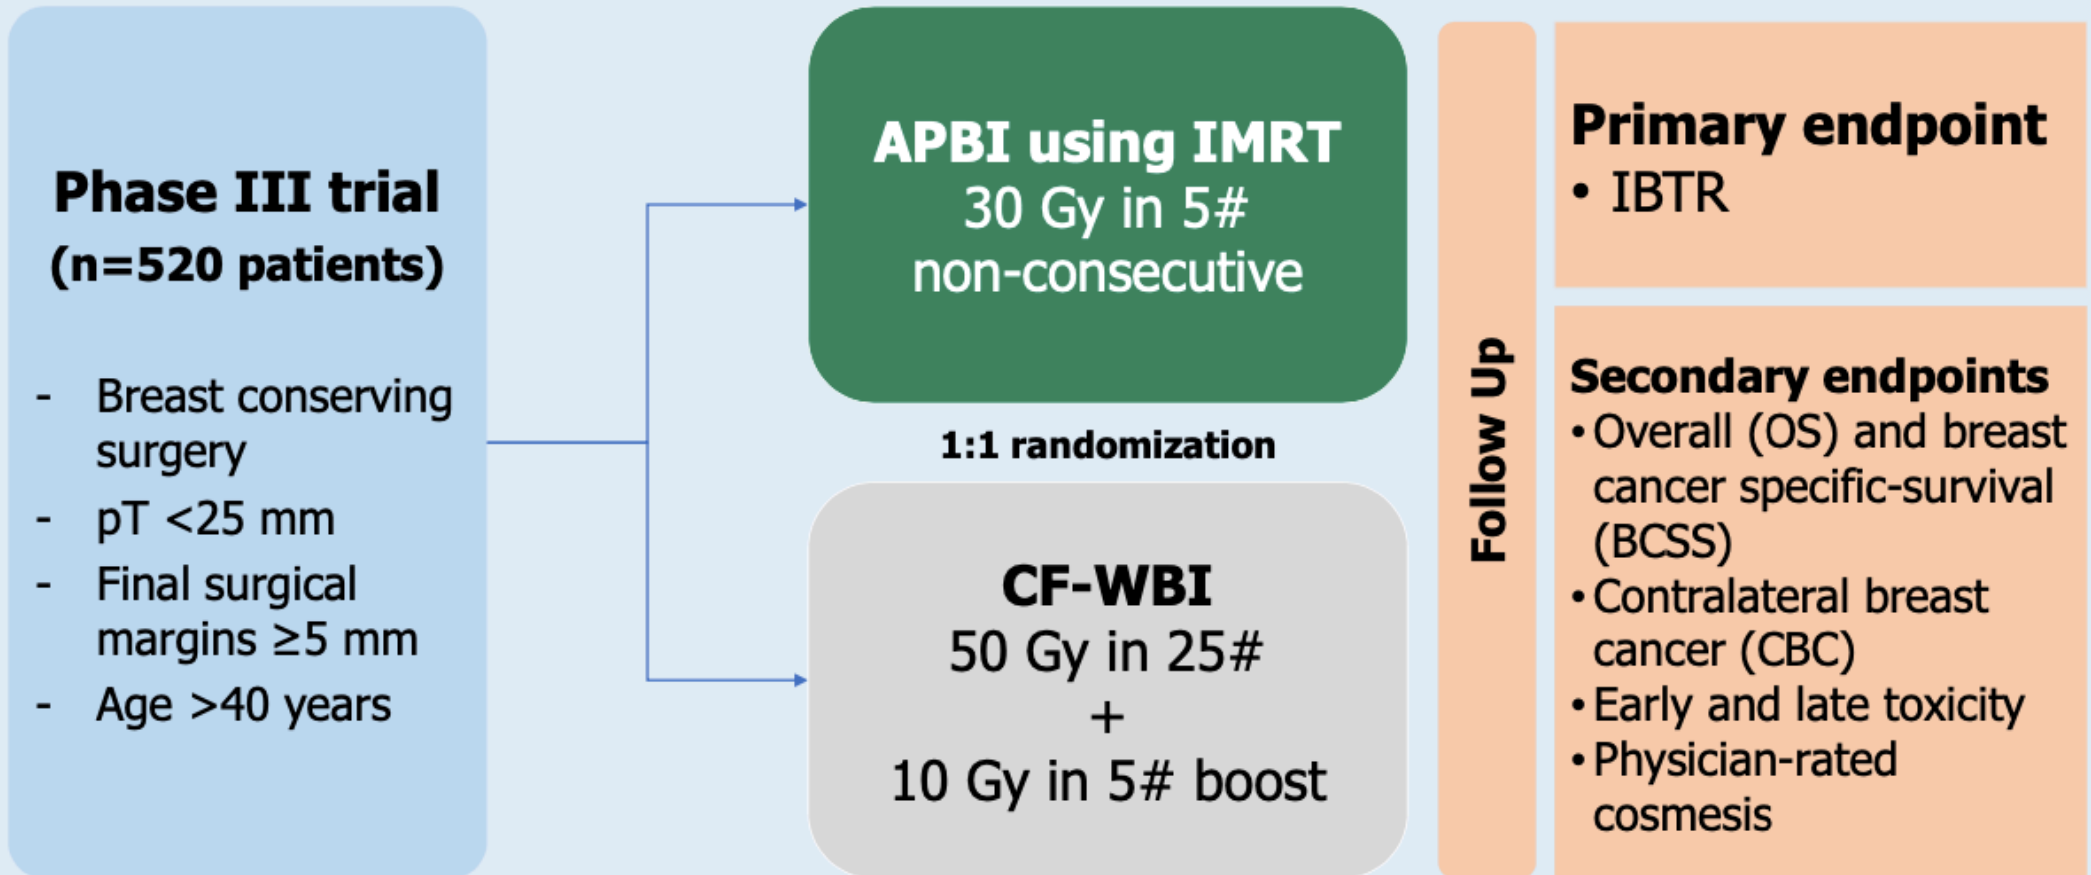 Phase III trial
(n=520 patients)
- Breast conserving
surgery
- pT <25 mm
- Final surgical
margins ≥5 mm
- Age >40 years
APBI using IMRT
30 Gy in 5#
non-consecutive
1:1 randomization
CF-WBI
50 Gy in 25#
+
10 Gy in 5# boost
Follow Up
Primary endpoint
• IBTR
Secondary endpoints
• Overall (OS) and breast
cancer specific-survival
(BCSS)
• Contralateral breast
cancer (CBC)
• Early and late toxicity
• Physician-rated
cosmesis